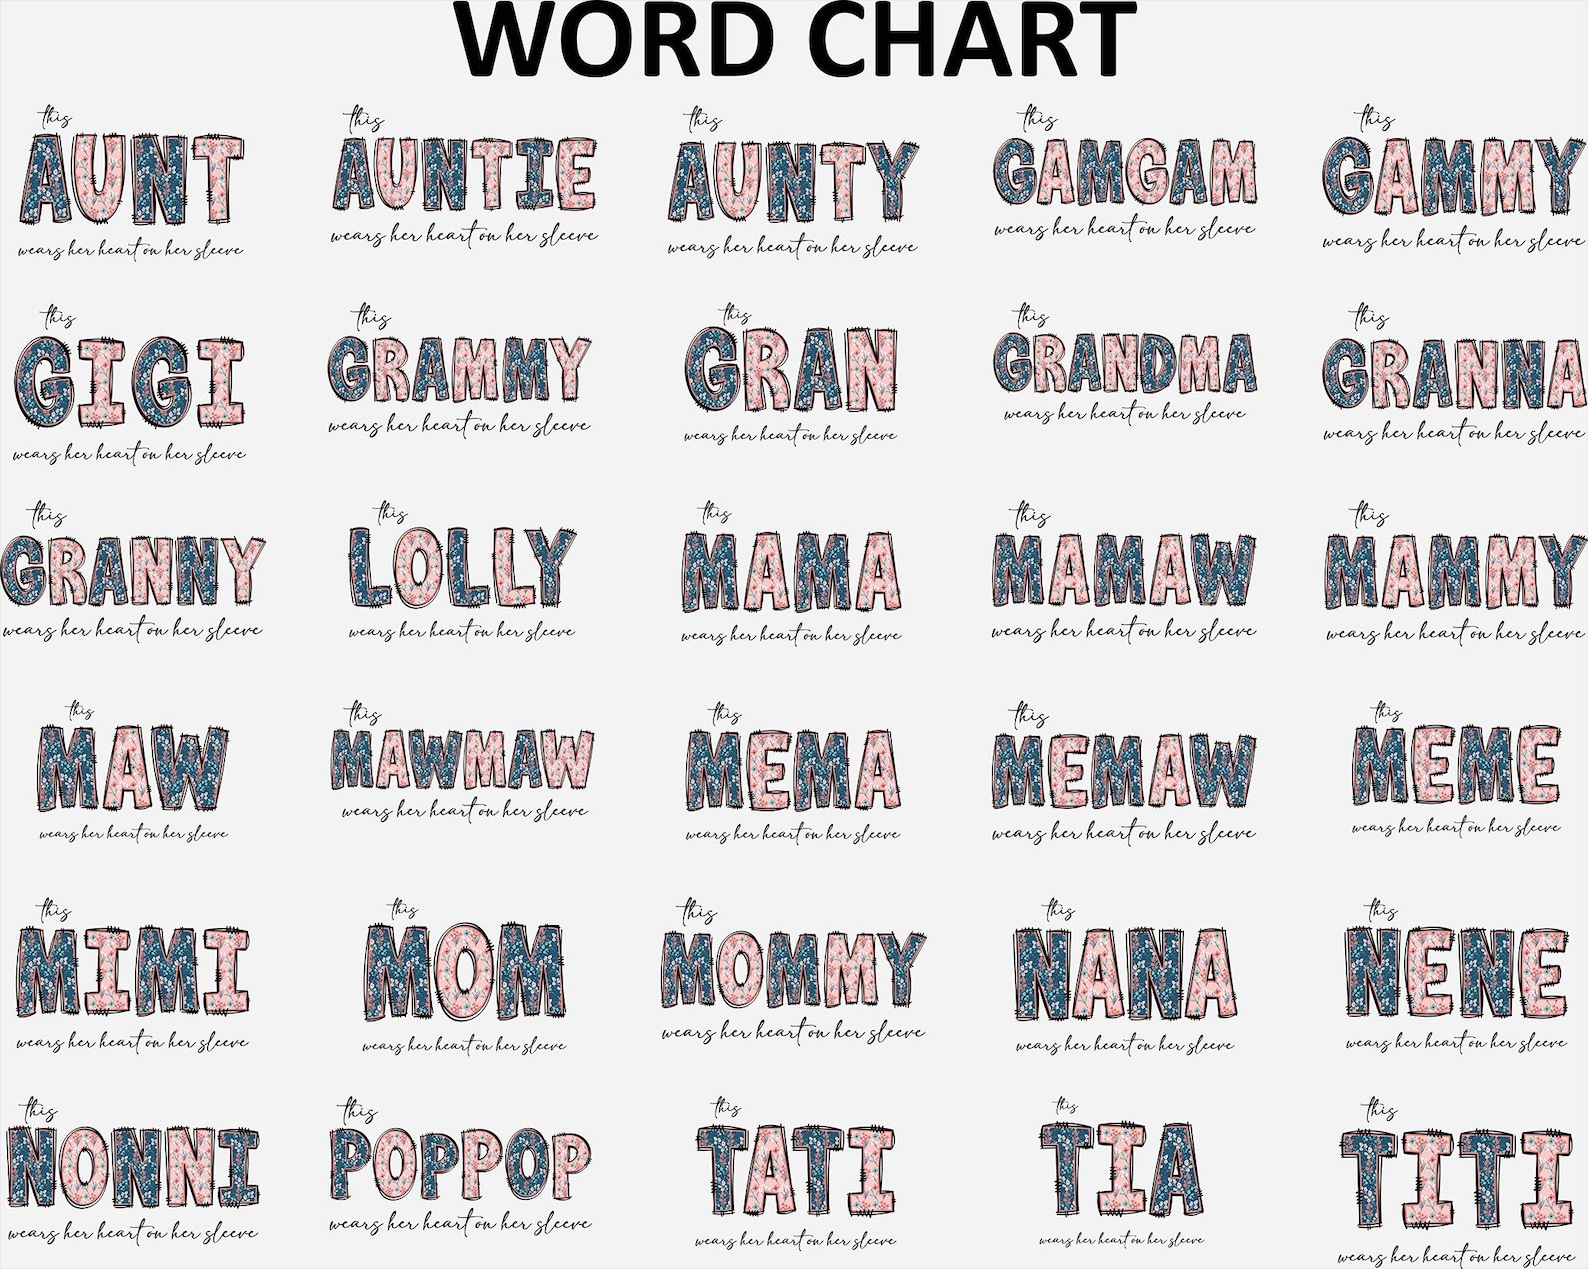 WORD CHART
this
AUNT
wears her heart on her sleeve
this
AUNTIE
wears her heart on her sleeve
this
AUNTY
wears her heart on her sleeve
this
GAMGAM
wears her heart on her sleeve
this
GAMMY
wears her heart on her sleeve
this
GIGI
wears her heart on her sleeve
this
GRAMMY
wears her heart on her sleeve
this
GRAN
wears her heart on her sleeve
this
GRANDMA
wears her heart on her sleeve
this
GRANNA
wears her heart on her sleeve
this
GRANNY
wears her heart on her sleeve
this
LOLLY
wears her heart on her sleeve
this
MAMA
wears her heart on her sleeve
this
MAMAW
wears her heart on her sleeve
this
MAMMY
wears her heart on her sleeve
this
MAW
wears her heart on her sleeve
this
MAWMAW
wears her heart on her sleeve
this
MEMA
wears her heart on her sleeve
this
MEMAW
wears her heart on her sleeve
this
MEME
wears her heart on her sleeve
this
MIMI
wears her heart on her sleeve
this
MOM
wears her heart on her sleeve
this
MOMMY
wears her heart on her sleeve
this
NANA
wears her heart on her sleeve
this
NENE
wears her heart on her sleeve
this
NONNI
wears her heart on her sleeve
this
POPPOP
wears her heart on her sleeve
this
TATI
wears her heart on her sleeve
this
TIA
wears her heart on her sleeve
this
TITI
wears her heart on her sleeve